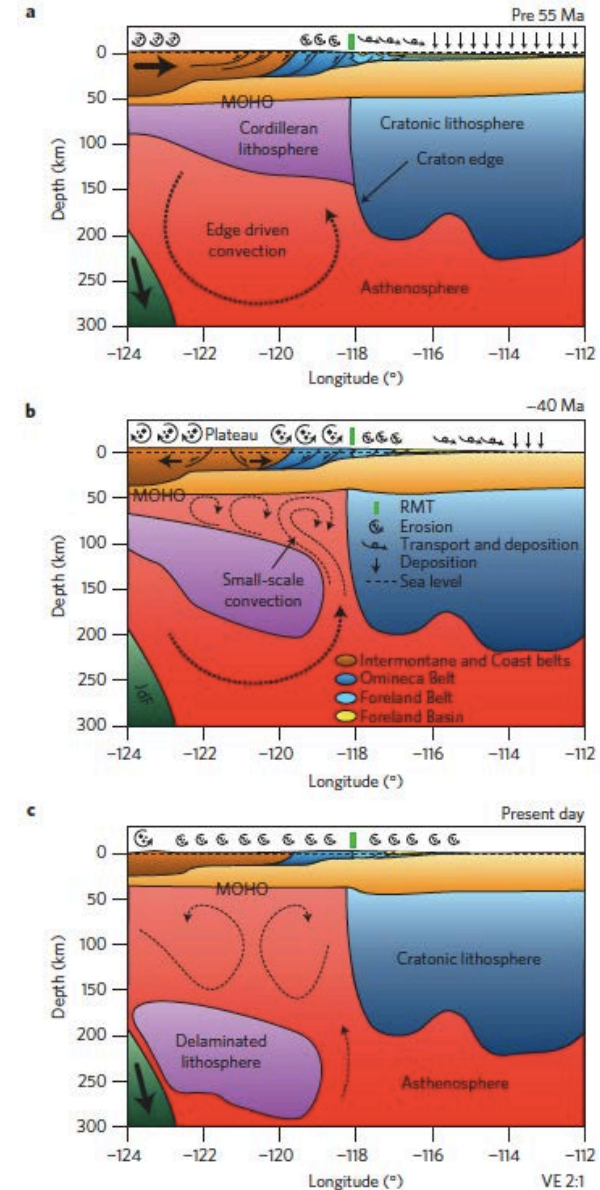 a
Pre 55 Ma
0
50
100
150
200
250
300
Depth (km)
MOHO
Cordilleran
lithosphere
Cratonic lithosphere
Craton edge
Edge driven
convection
Asthenosphere
−124
−122
−120
−118
−116
−114
−112
Longitude (°)
b
~40 Ma
Plateau
0
50
100
150
200
250
300
Depth (km)
MOHO
RMT
Erosion
Transport and deposition
Deposition
Sea level
Small-scale
convection
Intermontane and Coast belts
Omineca Belt
Foreland Belt
Foreland Basin
JdF
−124
−122
−120
−118
−116
−114
−112
Longitude (°)
c
Present day
0
50
100
150
200
250
300
Depth (km)
MOHO
Cratonic lithosphere
Delaminated
lithosphere
Asthenosphere
−124
−122
−120
−118
−116
−114
−112
Longitude (°)
VE 2:1